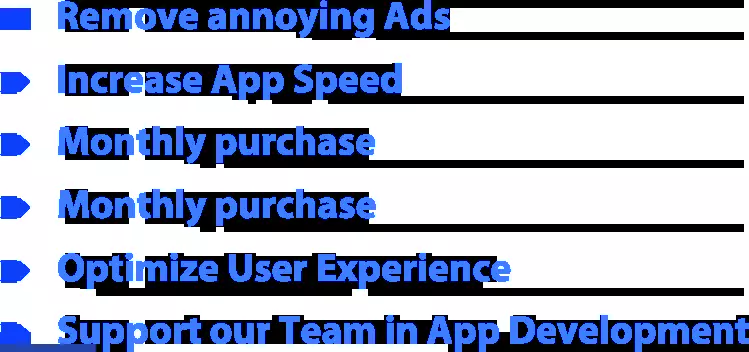 Remove annoying Ads
Increase App Speed
Monthly purchase
Monthly purchase
Optimize User Experience
Support our Team in App Development